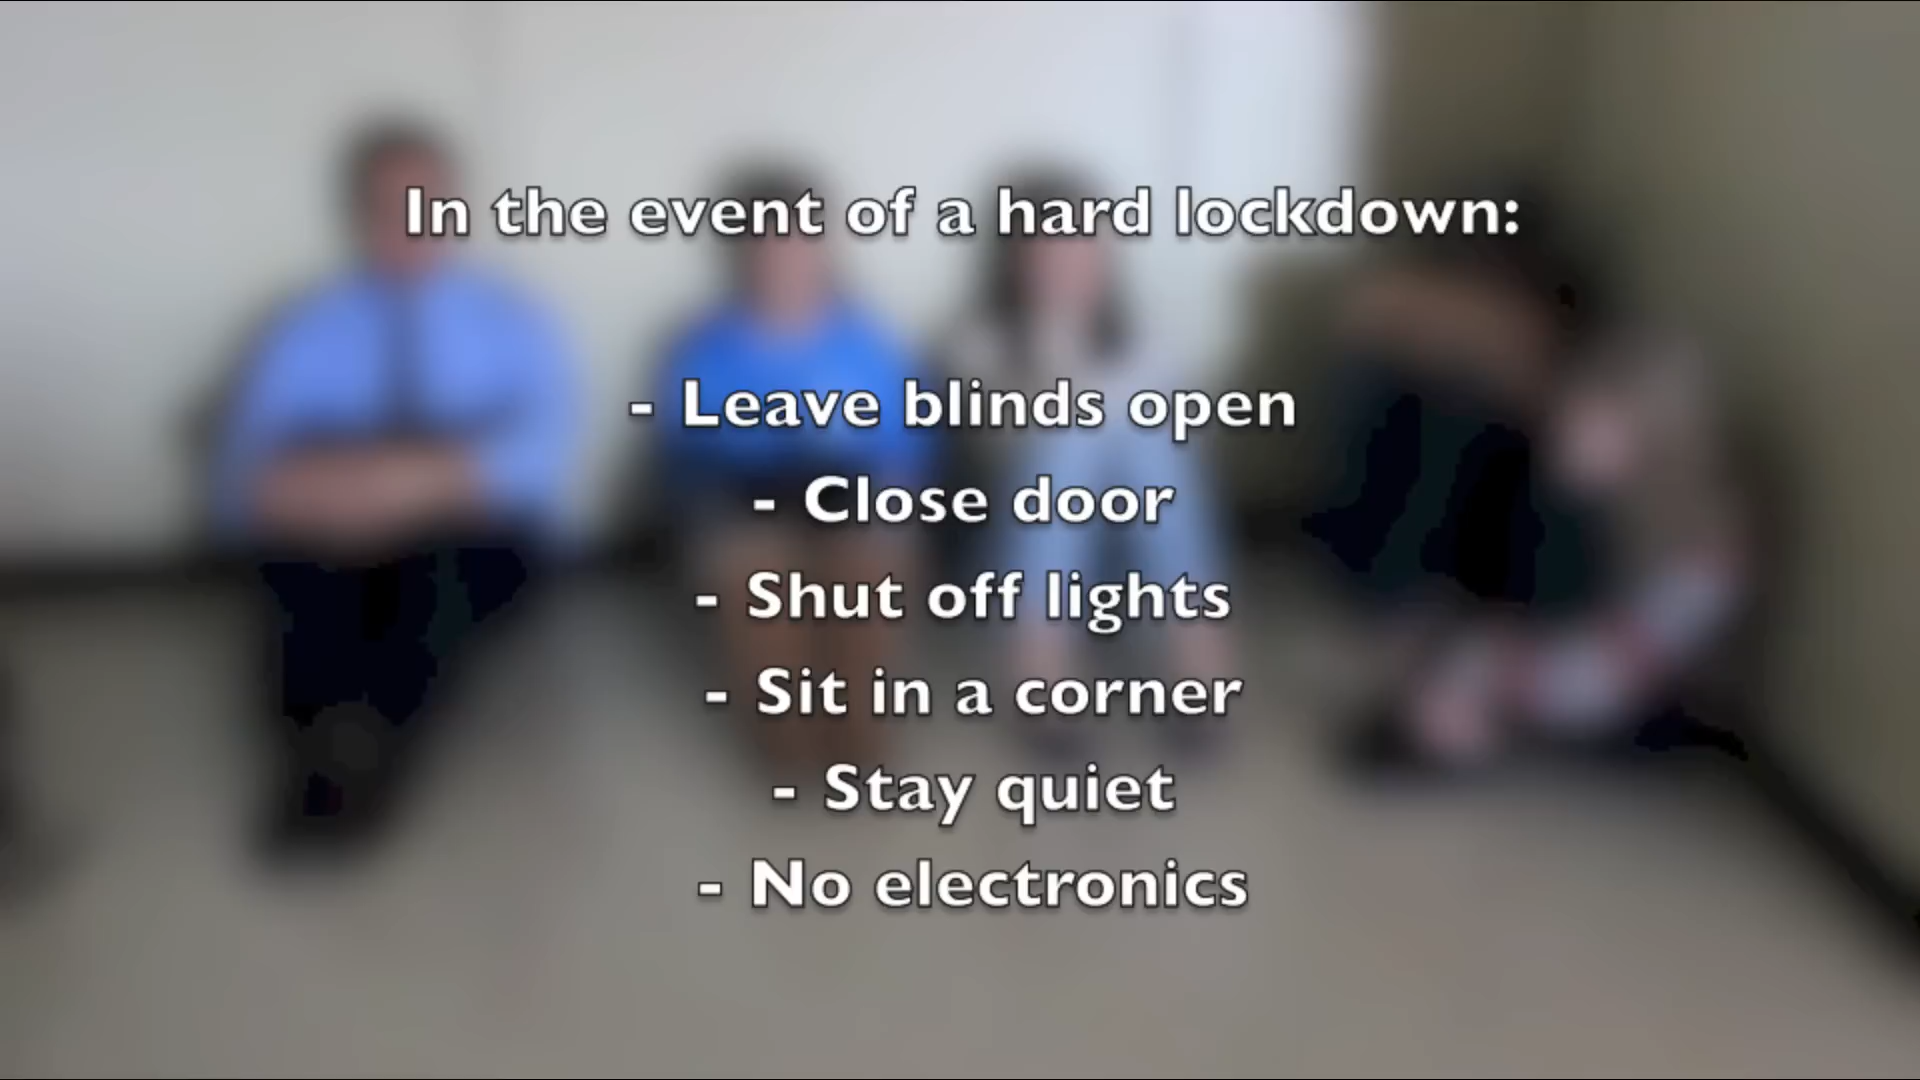 In the event of a hard lockdown:
- Leave blinds open
- Close door
- Shut off lights
- Sit in a corner
- Stay quiet
- No electronics